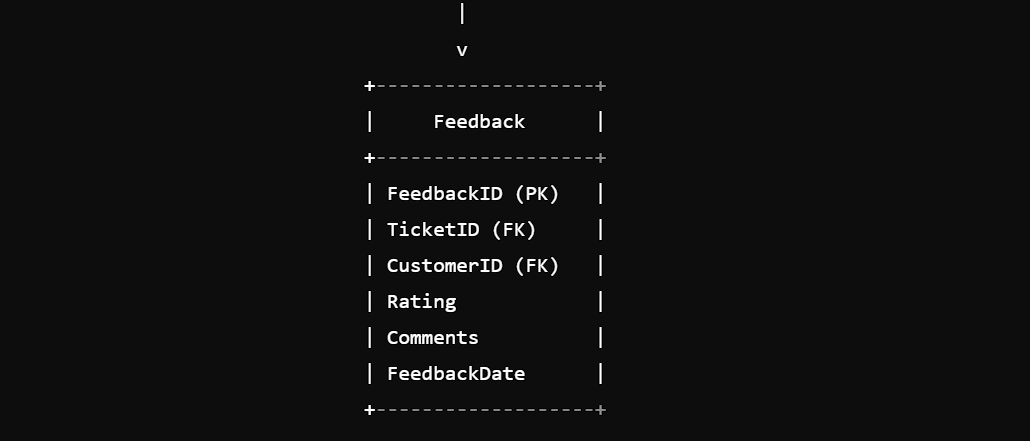 |
v
+-------------------+
|     Feedback      |
+-------------------+
| FeedbackID (PK)   |
| TicketID (FK)     |
| CustomerID (FK)   |
| Rating            |
| Comments          |
| FeedbackDate      |
+-------------------+